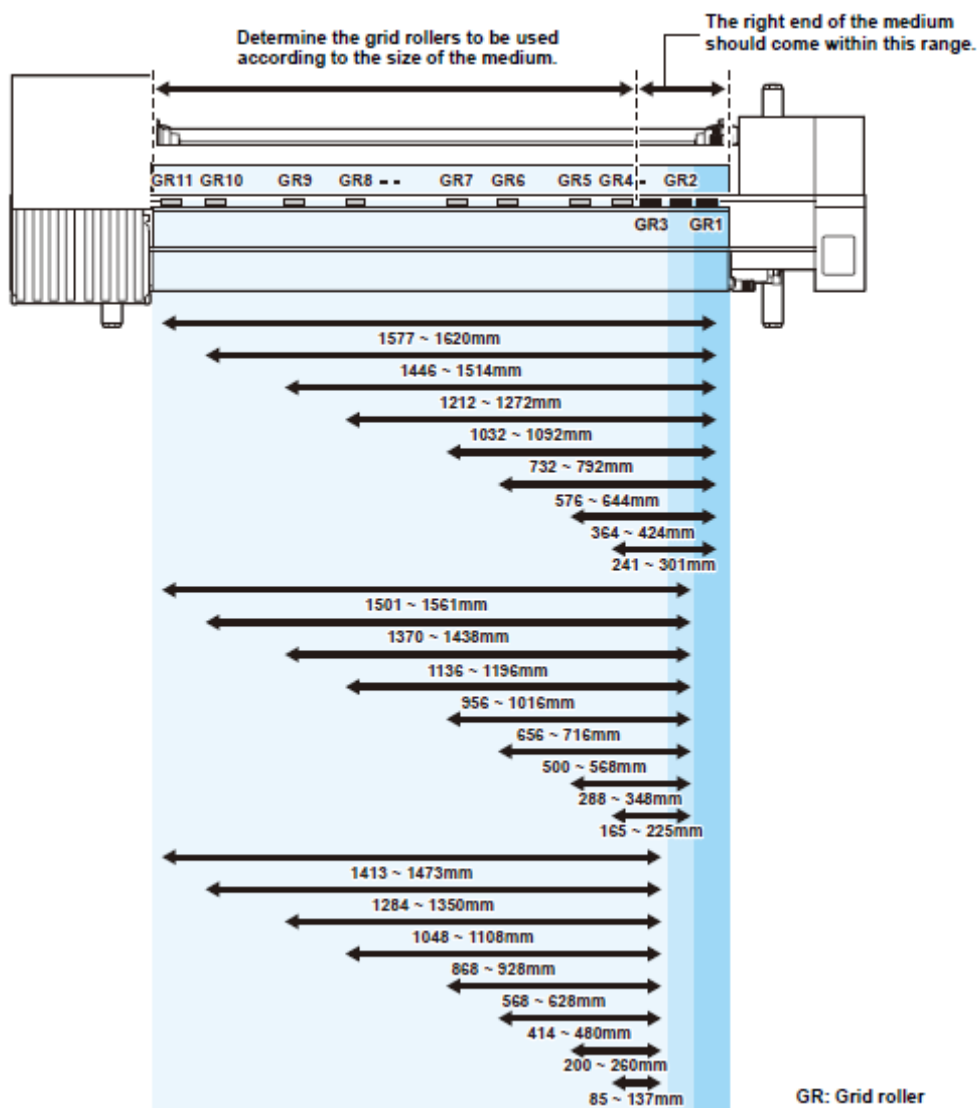 Determine the grid rollers to be used
according to the size of the medium.
The right end of the medium
should come within this range.
GR11 GR10 GR9 GR8 -- GR7 GR6 GR5 GR4 - GR2
GR3 GR1
1577 ~ 1620mm
1446 ~ 1514mm
1212 ~ 1272mm
1032 ~ 1092mm
732 ~ 792mm
576 ~ 644mm
364 ~ 424mm
241 ~ 301mm
1501 ~ 1561mm
1370 ~ 1438mm
1136 ~ 1196mm
956 ~ 1016mm
656 ~ 716mm
500 ~ 568mm
288 ~ 348mm
165 ~ 225mm
1413 ~ 1473mm
1284 ~ 1350mm
1048 ~ 1108mm
868 ~ 928mm
568 ~ 628mm
414 ~ 480mm
200 ~ 260mm
85 ~ 137mm
GR: Grid roller